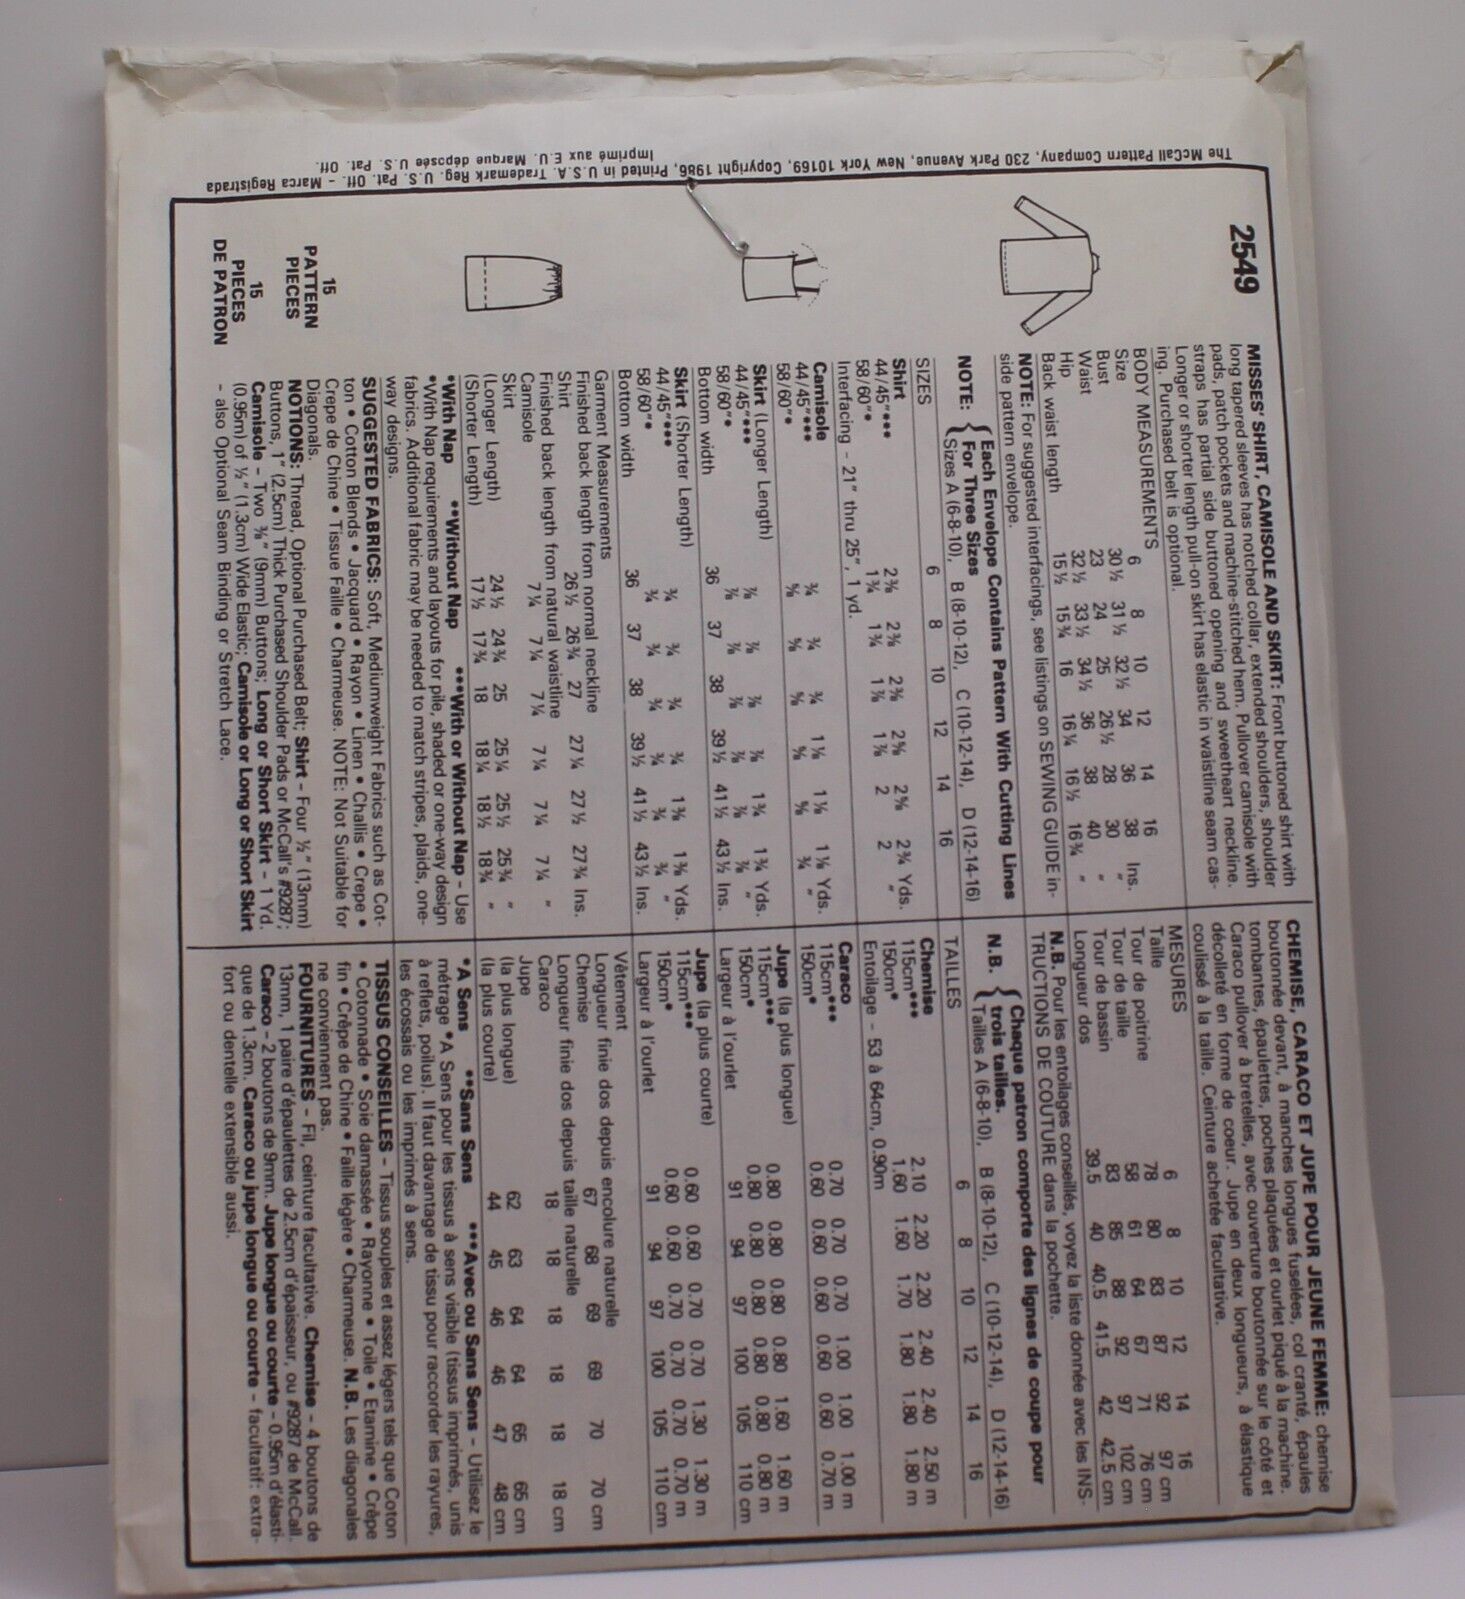 The McCall Pattern Company, 230 Park Avenue, New York 10169, Copyright 1986, Printed in U.S.A. Trademark Reg. U.S. Pat. Off. – Marca Registrada
Imprimé aux E.U. Marque déposée U.S. Pat. Off.
2549
15
PATTERN
PIECES
15
PIECES
DE PATRON
MISSES' SHIRT, CAMISOLE AND SKIRT: Front buttoned shirt with
long tapered sleeves has notched collar, extended shoulders, shoulder
pads, patch pockets and machine-stitched hem. Pullover camisole with
straps has partial side buttoned opening and sweetheart neckline.
Longer or shorter length pull-on skirt has elastic in waistline seam cas-
ing. Purchased belt is optional.
BODY MEASUREMENTS
Size 6 8 10 12 14 16
Bust 30½ 31½ 32½ 34 36 38 Ins.
Waist 23 24 25 26½ 28 30 "
Hip 32½ 33½ 34½ 36 38 40 "
Back waist length 15½ 15¾ 16 16¼ 16½ 16¾ "
NOTE: For suggested interfacings, see listings on SEWING GUIDE in-
side pattern envelope.
NOTE: { Each Envelope Contains Pattern With Cutting Lines
For Three Sizes
Sizes A (6-8-10), B (8-10-12), C (10-12-14), D (12-14-16)
SIZES 6 8 10 12 14 16
Shirt
44/45"*** 2⅜ 2⅜ 2⅜ 2⅝ 2⅝ 2¾ Yds.
58/60"* 1¾ 1¾ 1⅞ 1⅞ 2 2 "
Interfacing – 21" thru 25", 1 yd.
Camisole
44/45"*** ¾ ¾ ¾ 1⅛ 1⅛ 1⅛ Yds.
58/60"* ⅝ ⅝ ⅝ ⅝ ⅝ ¾ "
Skirt (Longer Length)
44/45"*** ⅞ ⅞ ⅞ ⅞ 1¾ 1¾ Yds.
58/60"* ⅞ ⅞ ⅞ ⅞ ⅞ ⅞ "
Bottom width 36 37 38 39½ 41½ 43½ Ins.
Skirt (Shorter Length)
44/45"*** ¾ ¾ ¾ ¾ 1⅜ 1⅜ Yds.
58/60"* ¾ ¾ ¾ ¾ ¾ ¾ "
Bottom width 36 37 38 39½ 41½ 43½ Ins.
Garment Measurements
Finished back length from normal neckline
Shirt 26½ 26¾ 27 27¼ 27½ 27¾ Ins.
Finished back length from natural waistline
Camisole 7¼ 7¼ 7¼ 7¼ 7¼ 7¼ "
Skirt
(Longer Length) 24½ 24¾ 25 25¼ 25½ 25¾ "
(Shorter Length) 17½ 17¾ 18 18¼ 18½ 18¾ "
*With Nap **Without Nap ***With or Without Nap – Use
*With Nap requirements and layouts for pile, shaded or one-way design
fabrics. Additional fabric may be needed to match stripes, plaids, one-
way designs.
SUGGESTED FABRICS: Soft, Mediumweight Fabrics such as Cot-
ton • Cotton Blends • Jacquard • Rayon • Linen • Challis • Crepe •
Crepe de Chine • Tissue Faille • Charmeuse. NOTE: Not Suitable for
Diagonals.
NOTIONS: Thread, Optional Purchased Belt; Shirt – Four ½" (13mm)
Buttons, 1" (2.5cm) Thick Purchased Shoulder Pads or McCall's #9287;
Camisole – Two ⅜" (9mm) Buttons; Long or Short Skirt – 1 Yd.
(0.95m) of ½" (1.3cm) Wide Elastic; Camisole or Long or Short Skirt
– also Optional Seam Binding or Stretch Lace.
CHEMISE, CARACO ET JUPE POUR JEUNE FEMME: chemise
boutonnée devant, à manches longues fuselées, col cranté, épaules
tombantes, épaulettes, poches plaquées et ourlet piqué à la machine.
Caraco pullover à bretelles, avec ouverture boutonnée sur le côté et
décolleté en forme de coeur. Jupe en deux longueurs, à élastique
coulissé à la taille. Ceinture achetée facultative.
MESURES
Taille 6 8 10 12 14 16
Tour de poitrine 78 80 83 87 92 97 cm
Tour de taille 58 61 64 67 71 76 cm
Tour de bassin 83 85 88 92 97 102 cm
Longueur dos 39.5 40 40.5 41.5 42 42.5 cm
N.B. Pour les entoilages conseillés, voyez la liste donnée avec les INS-
TRUCTIONS DE COUTURE dans la pochette.
N.B. { Chaque patron comporte des lignes de coupe pour
trois tailles.
Tailles A (6-8-10), B (8-10-12), C (10-12-14), D (12-14-16)
TAILLES 6 8 10 12 14 16
Chemise
115cm*** 2.10 2.20 2.20 2.40 2.40 2.50 m
150cm* 1.60 1.60 1.70 1.80 1.80 1.80 m
Entoilage – 53 à 64cm, 0.90m
Caraco
115cm*** 0.70 0.70 0.70 1.00 1.00 1.00 m
150cm* 0.60 0.60 0.60 0.60 0.60 0.70 m
Jupe (la plus longue)
115cm*** 0.80 0.80 0.80 0.80 1.60 1.60 m
150cm* 0.80 0.80 0.80 0.80 0.80 0.80 m
Largeur à l'ourlet 91 94 97 100 105 110 cm
Jupe (la plus courte)
115cm*** 0.60 0.60 0.70 0.70 1.30 1.30 m
150cm* 0.60 0.60 0.70 0.70 0.70 0.70 m
Largeur à l'ourlet 91 94 97 100 105 110 cm
Vêtement
Longueur finie dos depuis encolure naturelle
Chemise 67 68 69 69 70 70 cm
Longueur finie dos depuis taille naturelle
Caraco 18 18 18 18 18 18 cm
Jupe
(la plus longue) 62 63 64 64 65 65 cm
(la plus courte) 44 45 46 46 47 48 cm
*A Sens **Sans Sens ***Avec ou Sans Sens – Utilisez le
métrage *A Sens pour les tissus à sens visible (tissus imprimés, unis
à reflets, poilus). Il faut davantage de tissu pour raccorder les rayures,
les écossais ou les imprimés à sens.
TISSUS CONSEILLES – Tissus souples et assez légers tels que Coton
• Cotonnade • Soie damassée • Rayonne • Toile • Etamine • Crêpe
fin • Crêpe de Chine • Faille légère • Charmeuse. N.B. Les diagonales
ne conviennent pas.
FOURNITURES – Fil, ceinture facultative. Chemise – 4 boutons de
13mm, 1 paire d'épaulettes de 2.5cm d'épaisseur, ou #9287 de McCall.
Caraco - 2 boutons de 9mm. Jupe longue ou courte – 0.95m d'élasti-
que de 1.3cm. Caraco ou jupe longue ou courte – facultatif: extra-
fort ou dentelle extensible aussi.